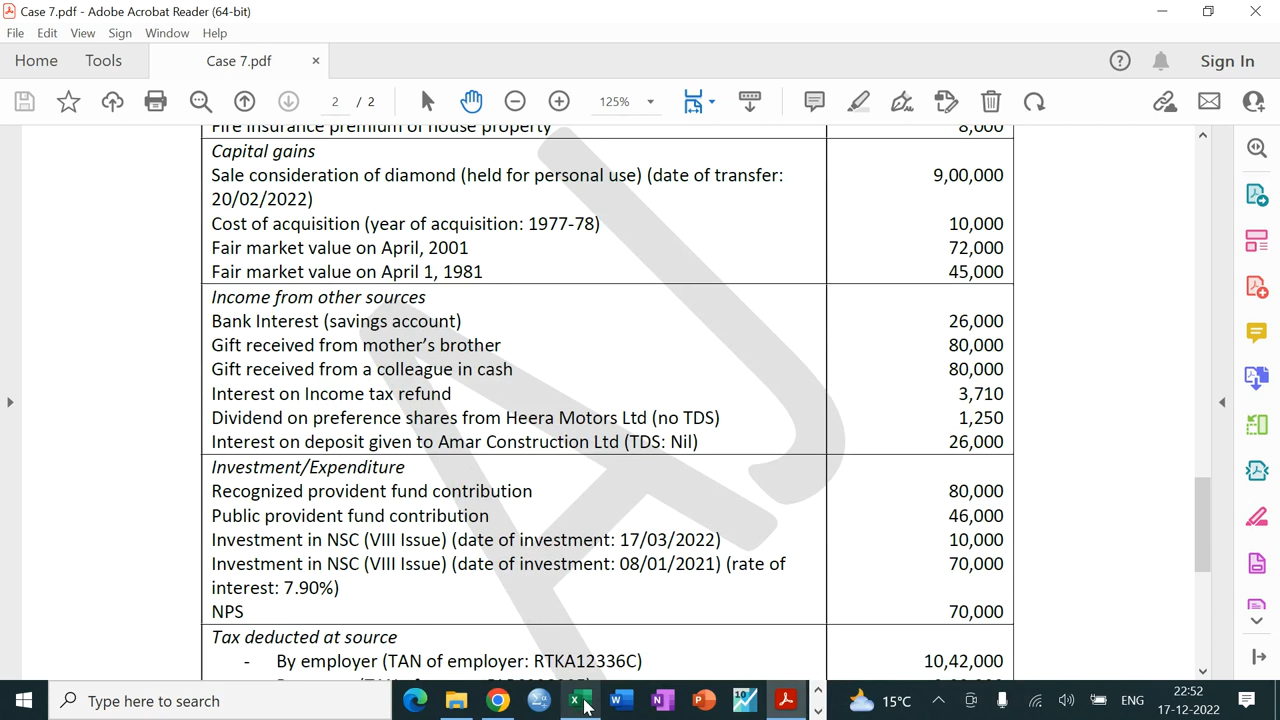 Case 7.pdf - Adobe Acrobat Reader (64-bit)
File Edit View Sign Window Help
Home Tools Case 7.pdf × Sign In
2 / 2 125%
Fire insurance premium of house property 8,000
Capital gains
Sale consideration of diamond (held for personal use) (date of transfer: 9,00,000
20/02/2022)
Cost of acquisition (year of acquisition: 1977-78) 10,000
Fair market value on April, 2001 72,000
Fair market value on April 1, 1981 45,000
Income from other sources
Bank Interest (savings account) 26,000
Gift received from mother's brother 80,000
Gift received from a colleague in cash 80,000
Interest on Income tax refund 3,710
Dividend on preference shares from Heera Motors Ltd (no TDS) 1,250
Interest on deposit given to Amar Construction Ltd (TDS: Nil) 26,000
Investment/Expenditure
Recognized provident fund contribution 80,000
Public provident fund contribution 46,000
Investment in NSC (VIII Issue) (date of investment: 17/03/2022) 10,000
Investment in NSC (VIII Issue) (date of investment: 08/01/2021) (rate of 70,000
interest: 7.90%)
NPS 70,000
Tax deducted at source
- By employer (TAN of employer: RTKA12336C) 10,42,000
AJ
Type here to search
15°C ENG 22:52
17-12-2022